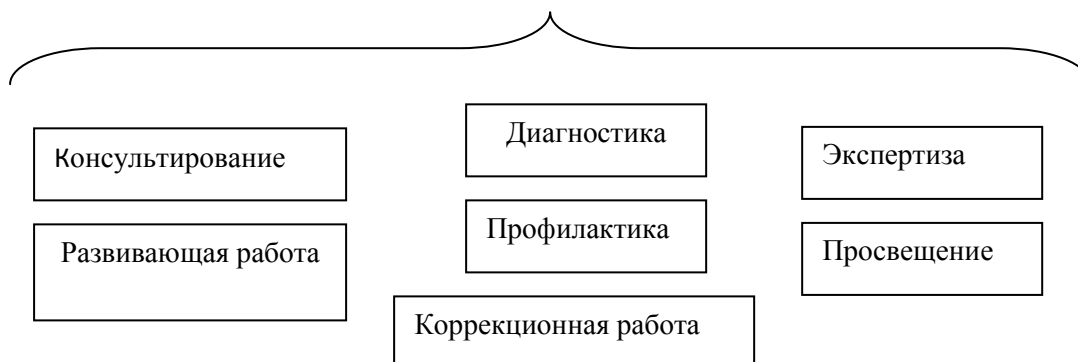 Консультирование
Диагностика
Экспертиза
Развивающая работа
Профилактика
Просвещение
Коррекционная работа